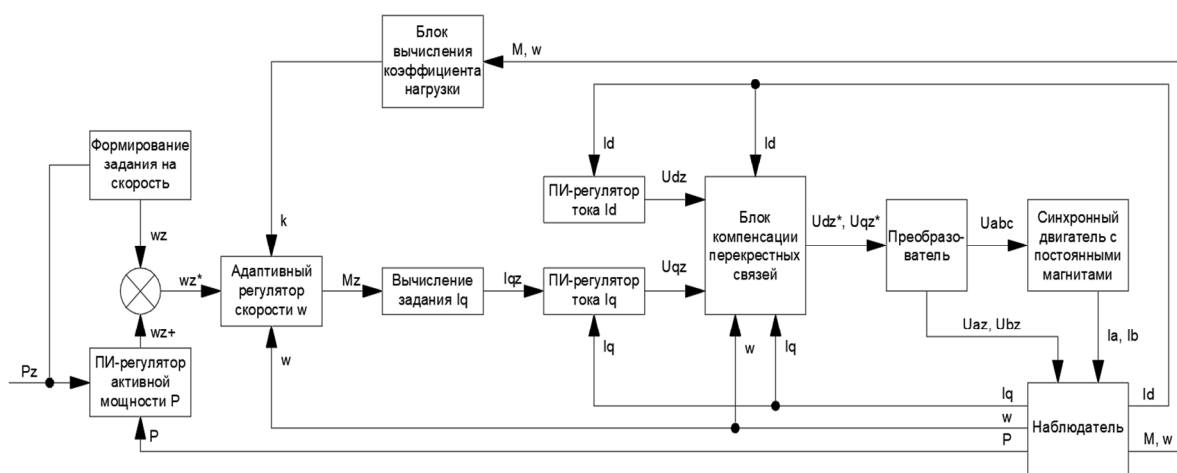 Блок
вычисления
коэффициента
нагрузки
M, w
Формирование
задания на
скорость
Id
Id
ПИ-регулятор
тока Id
Udz
Блок
компенсации
перекрестных
связей
Udz*, Uqz*
Преобразо-
ватель
Uabc
Синхронный
двигатель с
постоянными
магнитами
wz
k
wz*
Адаптивный
регулятор
скорости w
Mz
Вычисление
задания Iq
Iqz
ПИ-регулятор
тока Iq
Uqz
wz+
w
Iq
w
Iq
Uaz, Ubz
Ia, Ib
Pz
ПИ-регулятор
активной
мощности P
P
Iq
w
P
Наблюдатель
Id
M, w